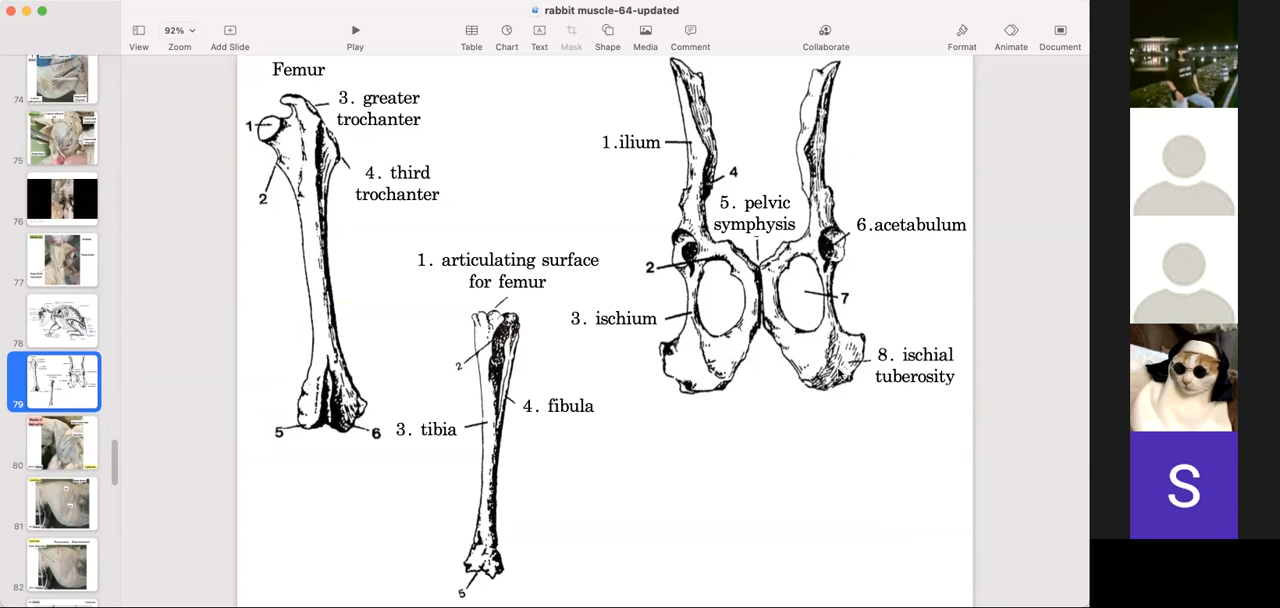 rabbit muscle-64-updated
92%
View
Zoom
Add Slide
Play
Table
Chart
Text
Mask
Shape
Media
Comment
Collaborate
Format
Animate
Document
74
75
76
77
78
79
80
81
82
Femur
3. greater
trochanter
1
4. third
trochanter
2
5
6
1. articulating surface
for femur
2
4. fibula
3. tibia
5
1.ilium
4
5. pelvic
symphysis
6.acetabulum
2
7
3. ischium
8. ischial
tuberosity
S